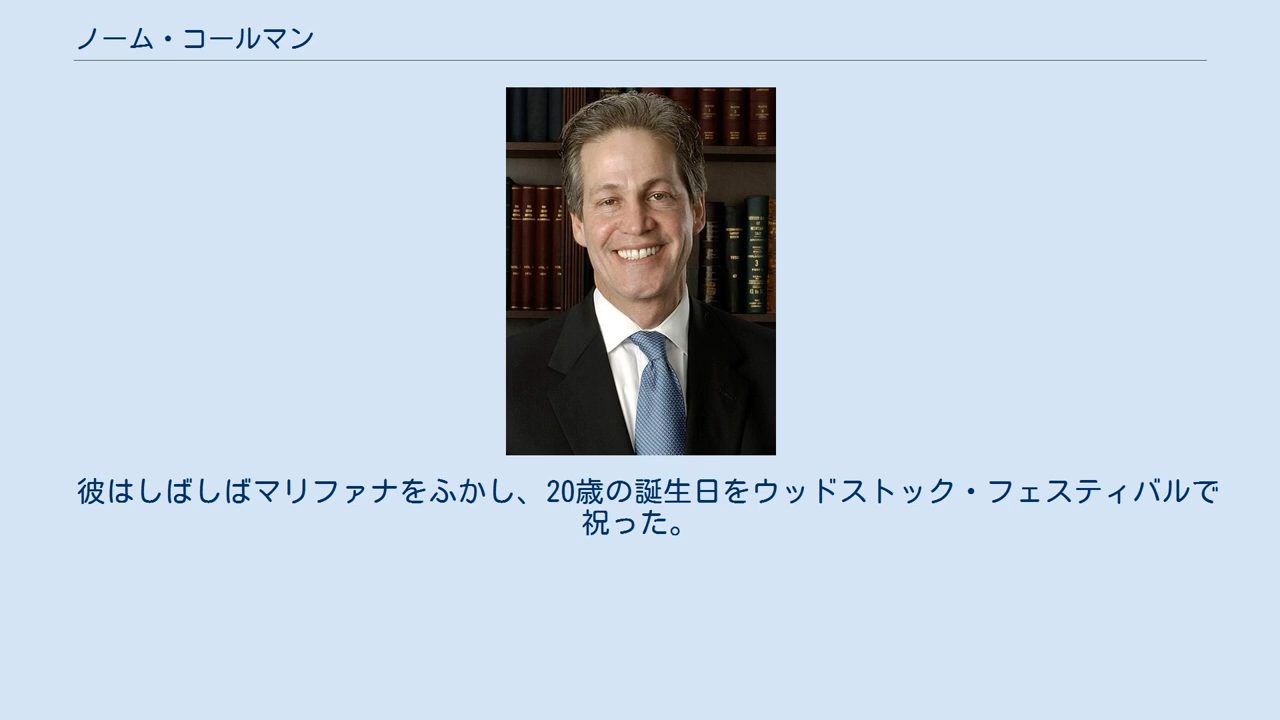 ノーム・コールマン
彼はしばしばマリファナをふかし、20歳の誕生日をウッドストック・フェスティバルで
祝った。